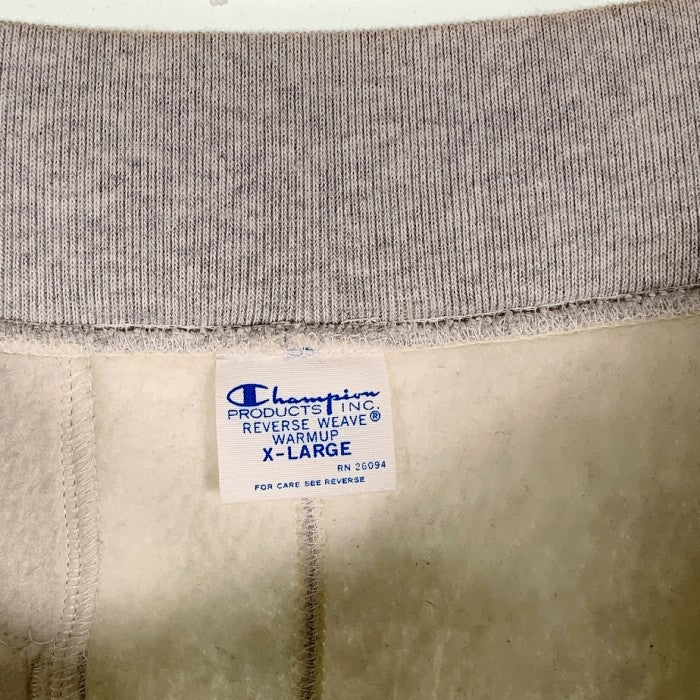 Champion
PRODUCTS INC.
REVERSE WEAVE®
WARMUP
X-LARGE
RN 26094
FOR CARE SEE REVERSE